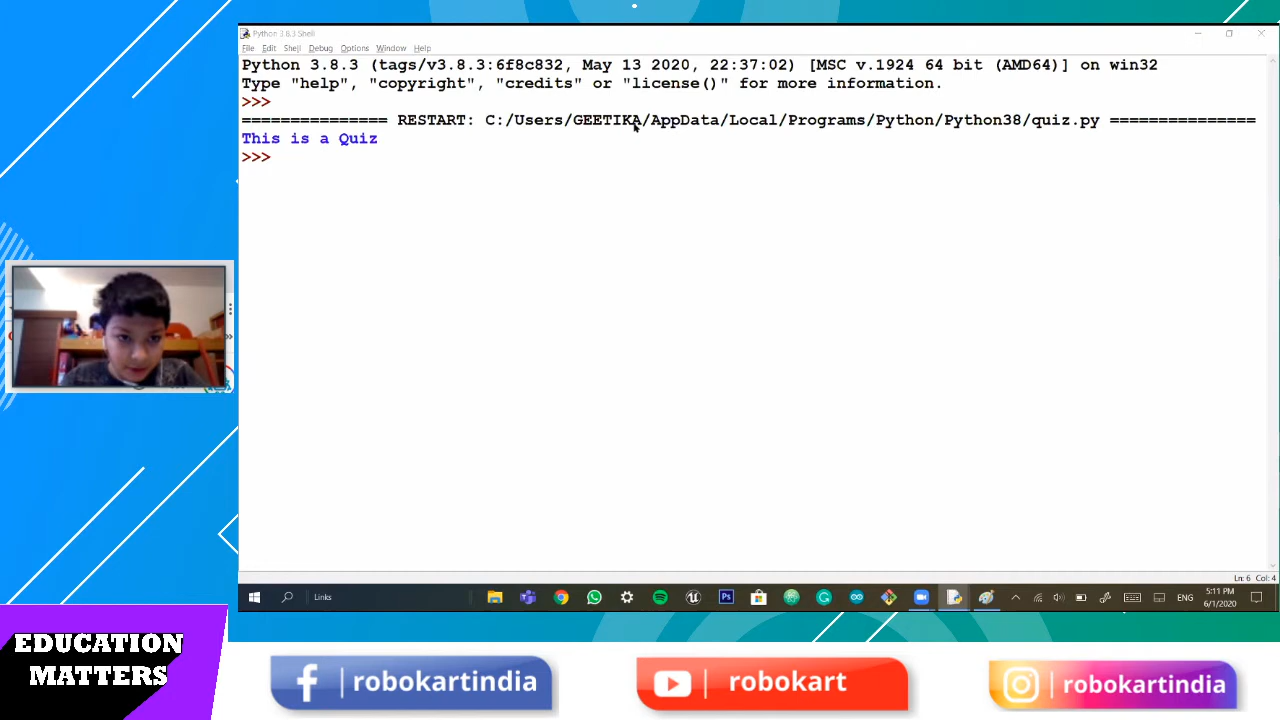 Python 3.8.3 Shell
File Edit Shell Debug Options Window Help
Python 3.8.3 (tags/v3.8.3:6f8c832, May 13 2020, 22:37:02) [MSC v.1924 64 bit (AMD64)] on win32
Type "help", "copyright", "credits" or "license()" for more information.
>>>
=============== RESTART: C:/Users/GEETIKA/AppData/Local/Programs/Python/Python38/quiz.py ===============
This is a Quiz
>>>
Ln: 6 Col: 4
Links
Ps
ENG
5:11 PM
6/1/2020
EDUCATION
MATTERS
f | robokartindia
| robokart
| robokartindia